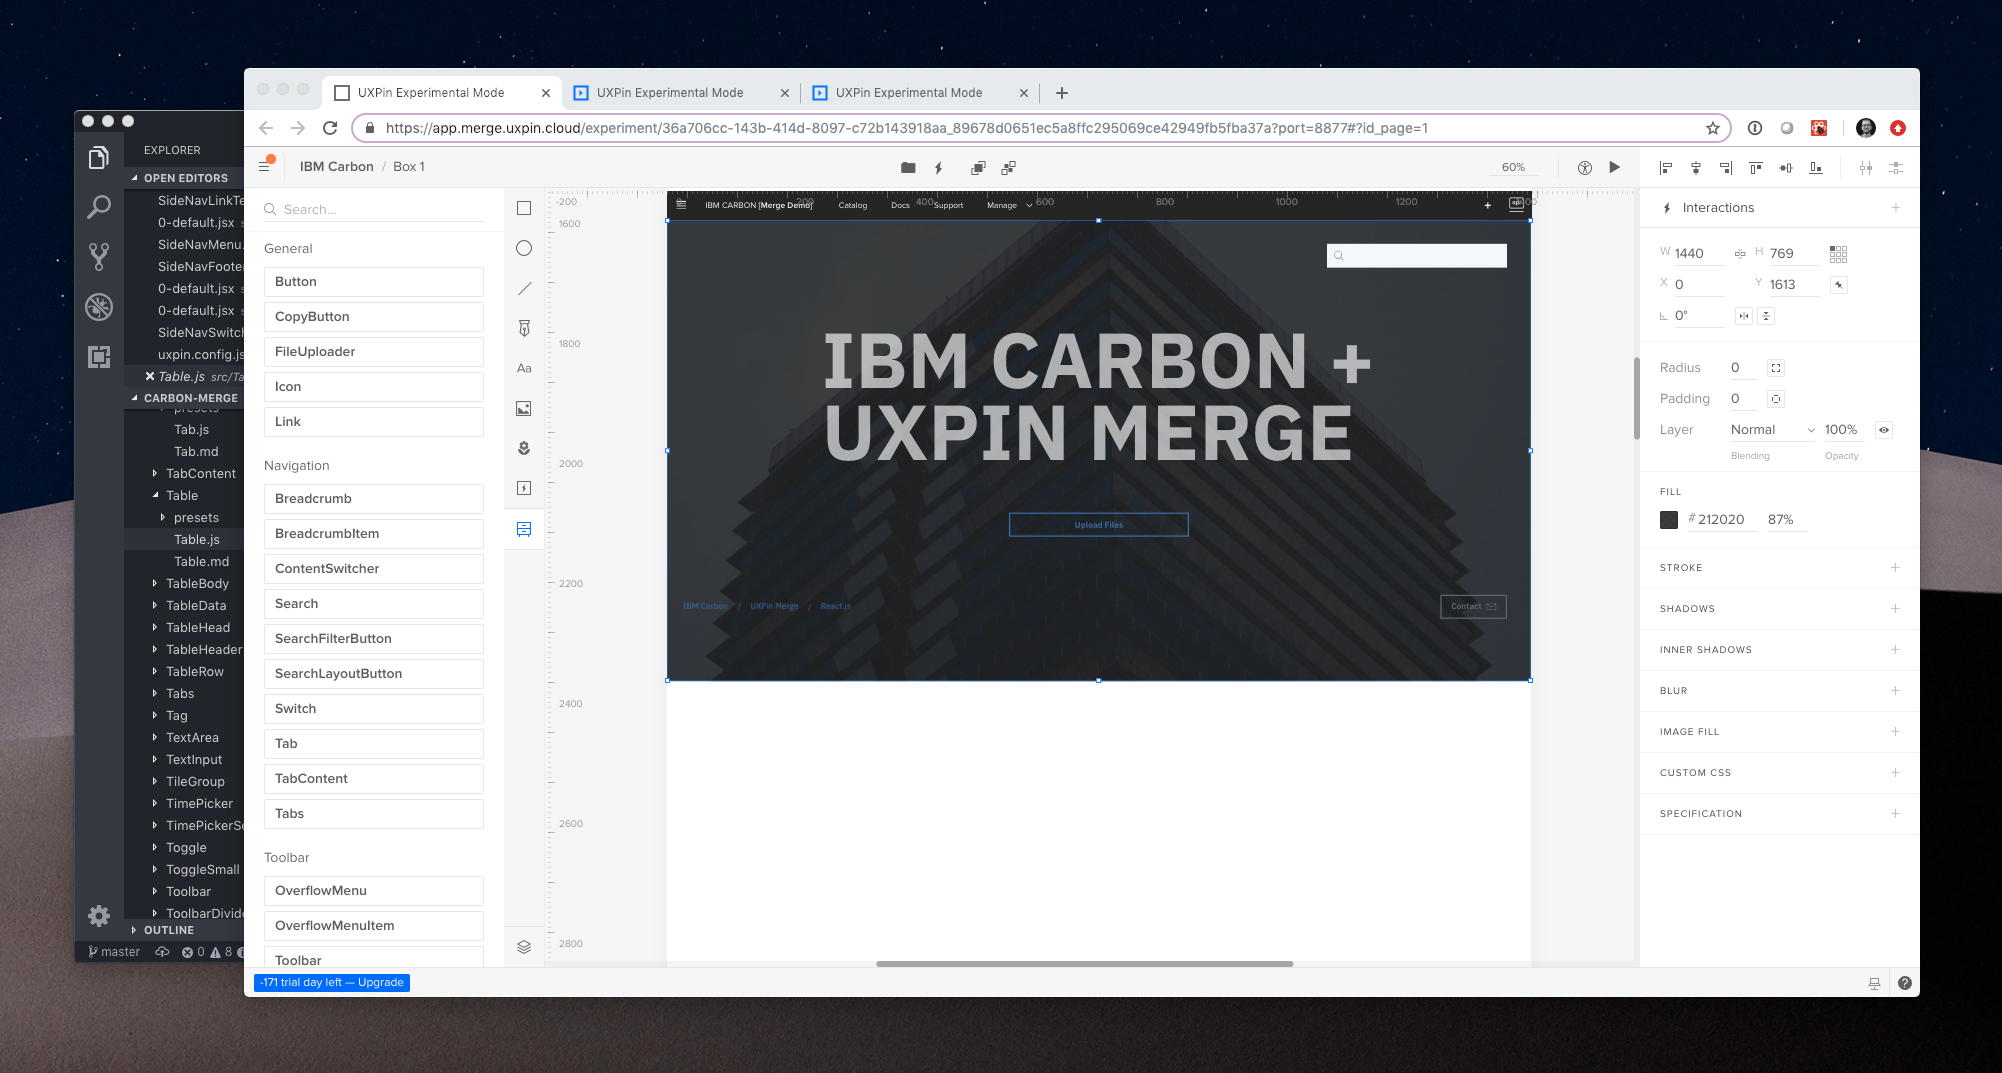 UXPin Experimental Mode
UXPin Experimental Mode
UXPin Experimental Mode
https://app.merge.uxpin.cloud/experiment/36a706cc-143b-414d-8097-c72b143918aa_89678d0651ec5a8ffc295069ce42949fb5fba37a?port=8877#?id_page=1
EXPLORER
OPEN EDITORS
SideNavLinkTe
0-default.jsx
SideNavMenu.
SideNavFoote
0-default.jsx
0-default.jsx
SideNavSwitch
uxpin.config.js
Table.js src/Ta
CARBON-MERGE
presets
Tab.js
Tab.md
TabContent
Table
presets
Table.js
Table.md
TableBody
TableData
TableHead
TableHeader
TableRow
Tabs
Tag
TextArea
TextInput
TileGroup
TimePicker
TimePickerSe
Toggle
ToggleSmall
Toolbar
ToolbarDivide
OUTLINE
master 0 8
IBM Carbon / Box 1
60%
Search...
General
Button
CopyButton
FileUploader
Icon
Link
Navigation
Breadcrumb
BreadcrumbItem
ContentSwitcher
Search
SearchFilterButton
SearchLayoutButton
Switch
Tab
TabContent
Tabs
Toolbar
OverflowMenu
OverflowMenuItem
Toolbar
Aa
-200 0 200 400 600 800 1000 1200
1600
1800
2000
2200
2400
2600
2800
IBM CARBON [Merge Demo] Catalog Docs Support Manage
IBM CARBON +
UXPIN MERGE
Upload Files
IBM Carbon / UXPin Merge / React.js
Contact
Interactions
W 1440 H 769
X 0 Y 1613
0°
Radius 0
Padding 0
Layer Normal 100%
Blending Opacity
FILL
# 212020 87%
STROKE
SHADOWS
INNER SHADOWS
BLUR
IMAGE FILL
CUSTOM CSS
SPECIFICATION
-171 trial day left — Upgrade